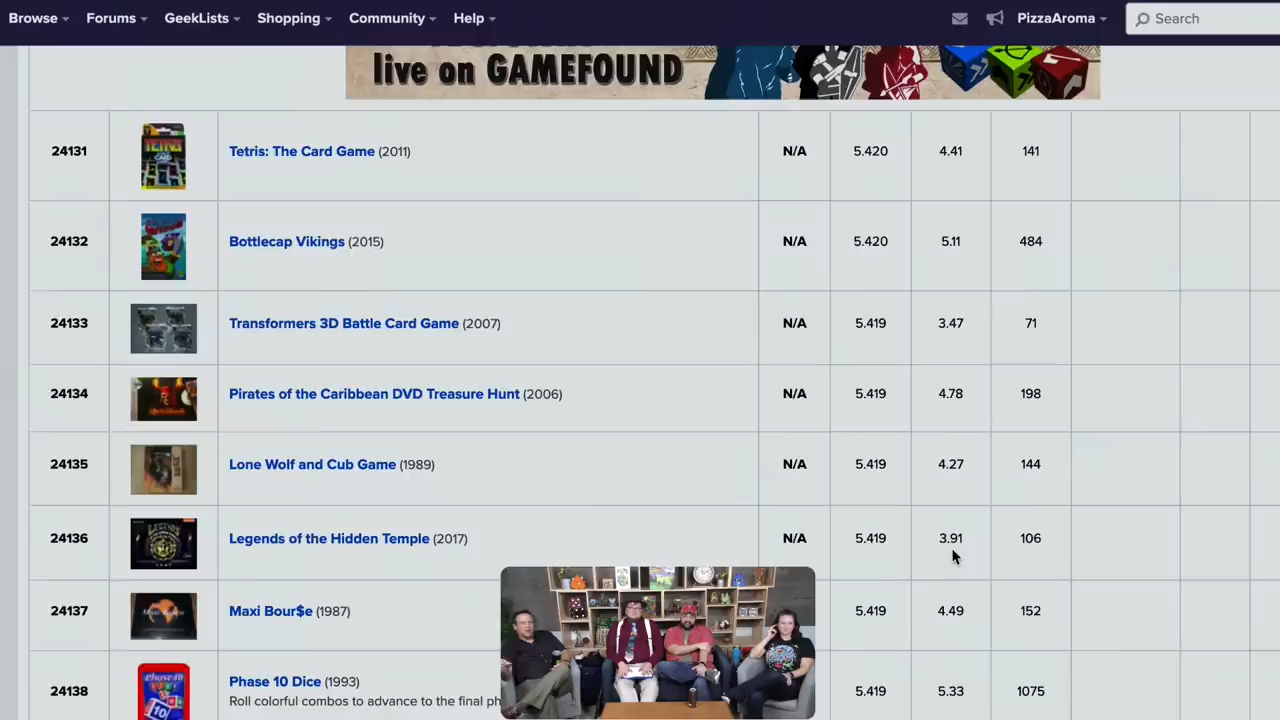 Browse Forums GeekLists Shopping Community Help PizzaAroma Search
live on GAMEFOUND
24131 TETRIS Tetris: The Card Game (2011) N/A 5.420 4.41 141
24132 Bottlecap Vikings (2015) N/A 5.420 5.11 484
24133 Transformers 3D Battle Card Game (2007) N/A 5.419 3.47 71
24134 Pirates of the Caribbean DVD Treasure Hunt (2006) N/A 5.419 4.78 198
24135 Lone Wolf and Cub Game (1989) N/A 5.419 4.27 144
24136 Legends of the Hidden Temple (2017) N/A 5.419 3.91 106
24137 Maxi Bour$e (1987) 5.419 4.49 152
24138 Phase 10 Phase 10 Dice (1993) 5.419 5.33 1075
Roll colorful combos to advance to the final ph